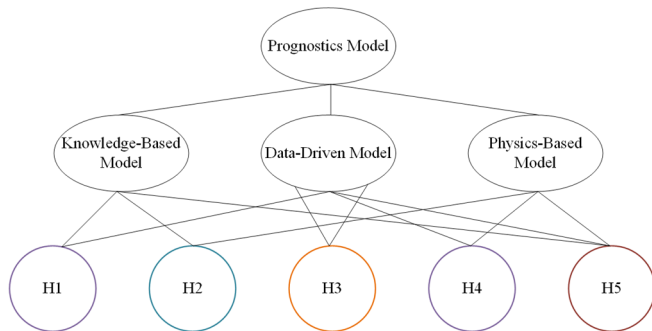 Prognostics Model
Knowledge-Based
Model
Data-Driven Model
Physics-Based
Model
H1
H2
H3
H4
H5